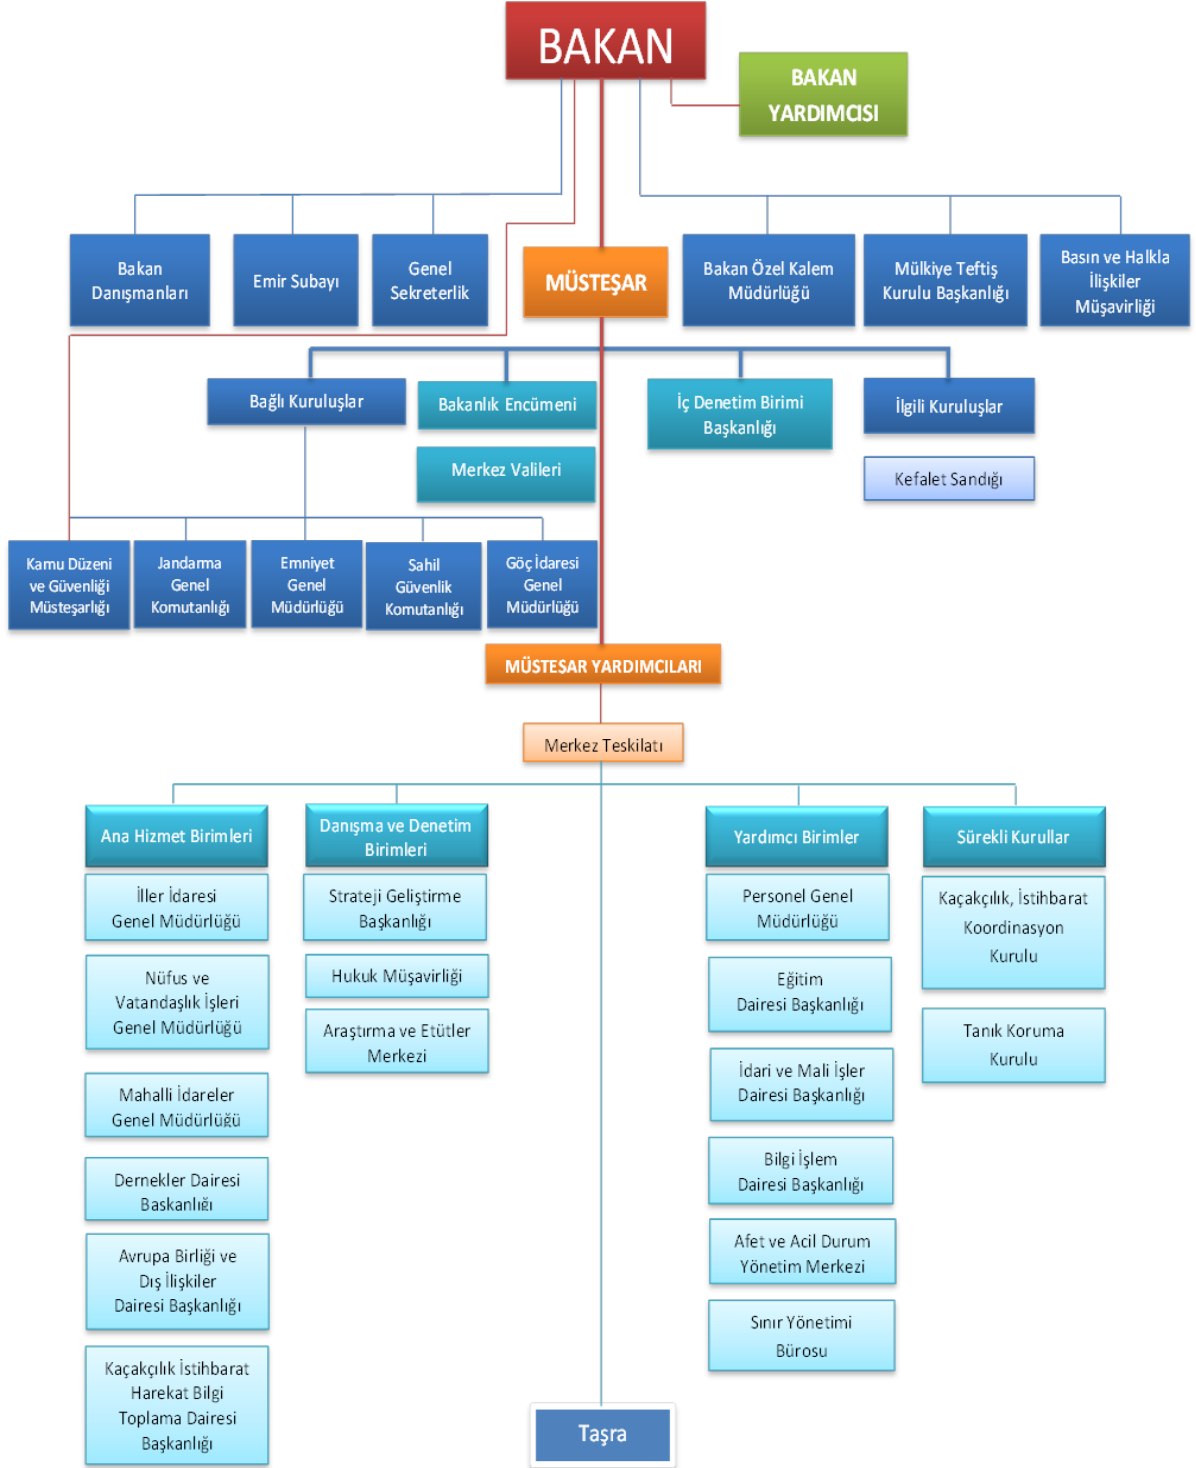 BAKAN
BAKAN
YARDIMCISI
Bakan
Danışmanları
Emir Subayı
Genel
Sekreterlik
MÜSTEŞAR
Bakan Özel Kalem
Müdürlüğü
Mülkiye Teftiş
Kurulu Başkanlığı
Basın ve Halkla
İlişkiler
Müşavirliği
Bağlı Kuruluşlar
Bakanlık Encümeni
İç Denetim Birimi
Başkanlığı
İlgili Kuruluşlar
Merkez Valileri
Kefalet Sandığı
Kamu Düzeni
ve Güvenliği
Müsteşarlığı
Jandarma
Genel
Komutanlığı
Emniyet
Genel
Müdürlüğü
Sahil
Güvenlik
Komutanlığı
Göç İdaresi
Genel
Müdürlüğü
MÜSTESAR YARDIMCILARI
Merkez Teskilatı
Ana Hizmet Birimleri
İller İdaresi
Genel Müdürlüğü
Nüfus ve
Vatandaşlık İşleri
Genel Müdürlüğü
Mahalli İdareler
Genel Müdürlüğü
Dernekler Dairesi
Baskanlığı
Avrupa Birliği ve
Dış İlişkiler
Dairesi Başkanlığı
Kaçakçılık İstihbarat
Harekat Bilgi
Toplama Dairesi
Başkanlığı
Danışma ve Denetim
Birimleri
Strateji Geliştirme
Başkanlığı
Hukuk Müşavirliği
Araştırma ve Etütler
Merkezi
Yardımcı Birimler
Personel Genel
Müdürlüğü
Eğitim
Dairesi Başkanlığı
İdari ve Mali İşler
Dairesi Başkanlığı
Bilgi İşlem
Dairesi Başkanlığı
Afet ve Acil Durum
Yönetim Merkezi
Sınır Yönetimi
Bürosu
Sürekli Kurullar
Kaçakçılık, İstihbarat
Koordinasyon
Kurulu
Tanık Koruma
Kurulu
Taşra